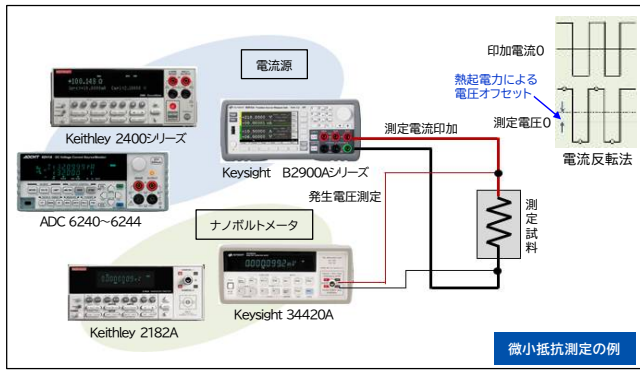 電流源
+100.145 Ω
Keithley 2400シリーズ
Keysight　B2900Aシリーズ
ADC 6240～6244
ナノボルトメータ
Keithley 2182A
Keysight 34420A
測定電流印加
発生電圧測定
測定試料
印加電流0
熱起電力による
電圧オフセット
測定電圧0
電流反転法
微小抵抗測定の例